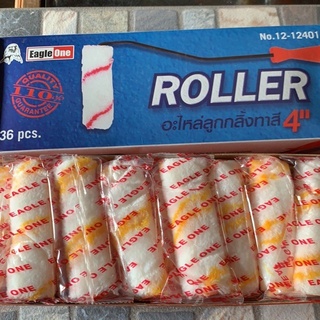 Eagle One
No.12-12401
QUALITY
110%
GUARANTEE
ROLLER
อะไหล่ลูกกลิ้งทาสี 4"
36 pcs.
EAGLE ONE
EAGLE ONE
EAGLE ONE
EAGLE ONE
EAGLE ONE
EAGLE ONE